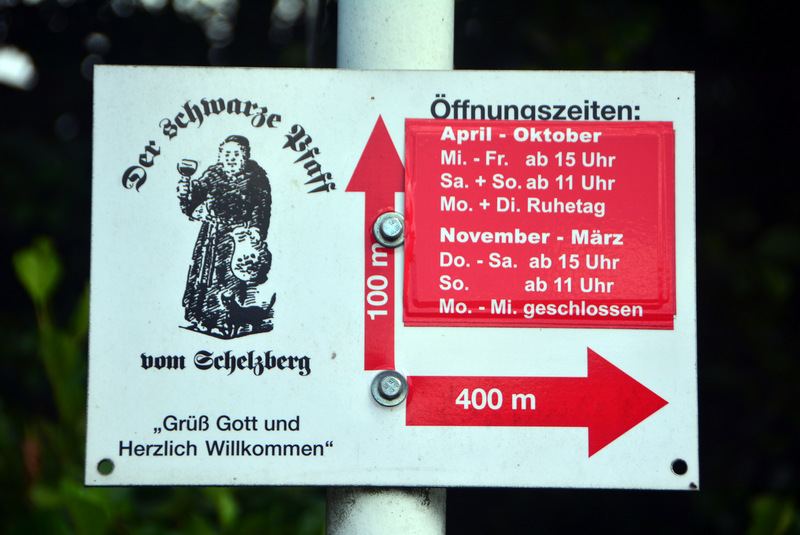 Der schwarze Pfaff
vom Schelzberg
„Grüß Gott und
Herzlich Willkommen“
100 m
Öffnungszeiten:
April - Oktober
Mi. - Fr. ab 15 Uhr
Sa. + So. ab 11 Uhr
Mo. + Di. Ruhetag
November - März
Do. - Sa. ab 15 Uhr
So. ab 11 Uhr
Mo. - Mi. geschlossen
400 m